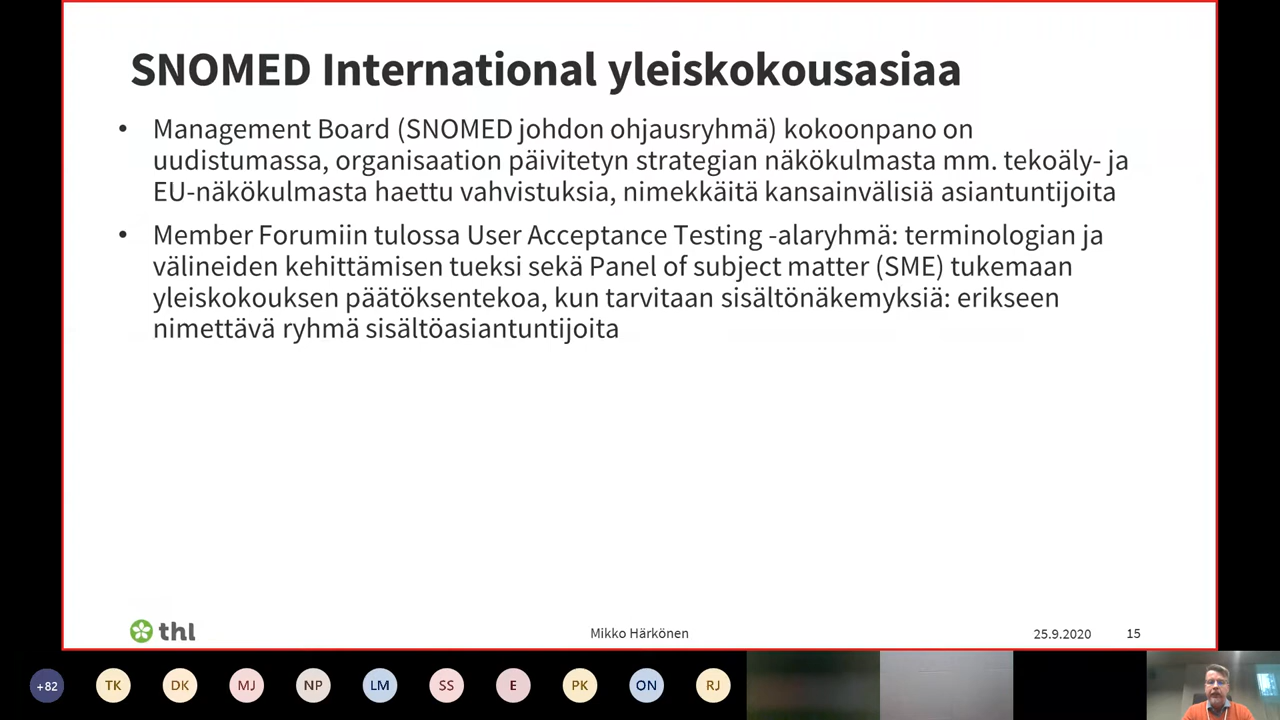 SNOMED International yleiskokousasiaa
• Management Board (SNOMED johdon ohjausryhmä) kokoonpano on
uudistumassa, organisaation päivitetyn strategian näkökulmasta mm. tekoäly- ja
EU-näkökulmasta haettu vahvistuksia, nimekkäitä kansainvälisiä asiantuntijoita
• Member Forumiin tulossa User Acceptance Testing -alaryhmä: terminologian ja
välineiden kehittämisen tueksi sekä Panel of subject matter (SME) tukemaan
yleiskokouksen päätöksentekoa, kun tarvitaan sisältönäkemyksiä: erikseen
nimettävä ryhmä sisältöasiantuntijoita
thl
Mikko Härkönen
25.9.2020 15
+82 TK DK MJ NP LM SS E PK ON RJ